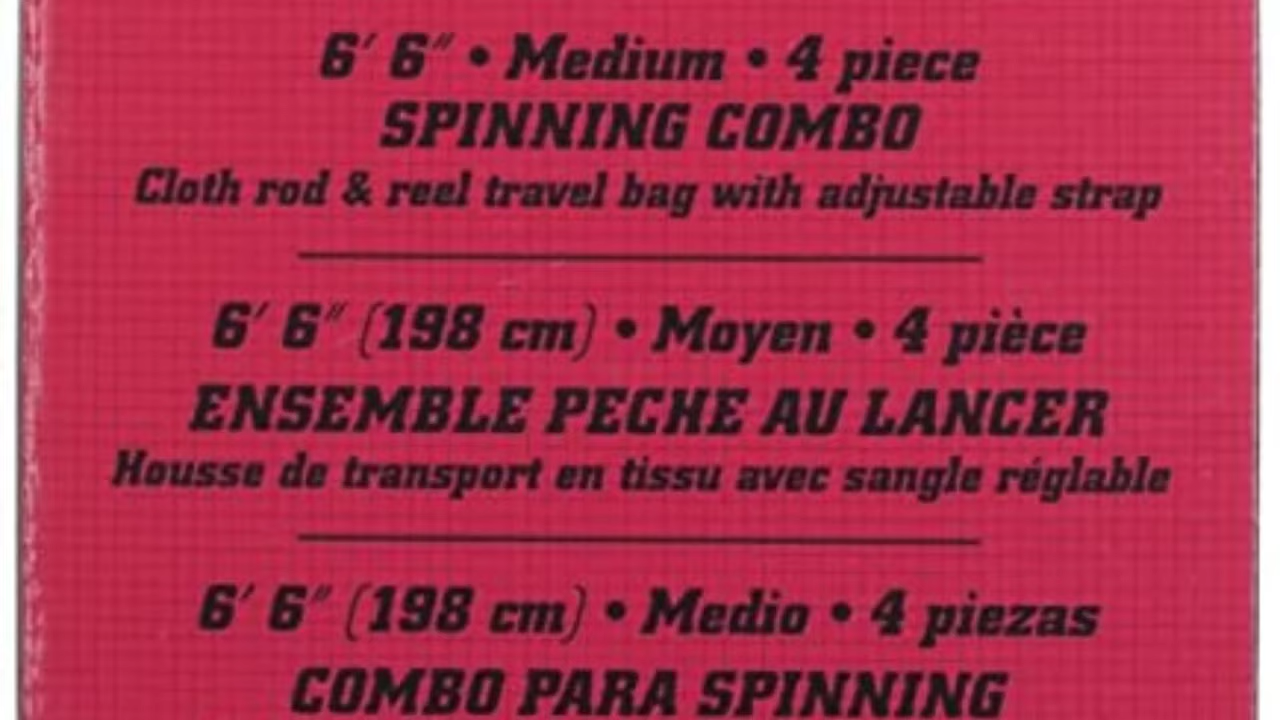 6′ 6″ • Medium • 4 piece
SPINNING COMBO
Cloth rod & reel travel bag with adjustable strap
6′ 6″ (198 cm) • Moyen • 4 pièce
ENSEMBLE PECHE AU LANCER
Housse de transport en tissu avec sangle réglable
6′ 6″ (198 cm) • Medio • 4 piezas
COMBO PARA SPINNING